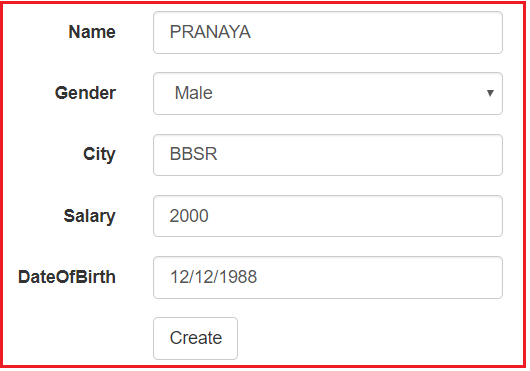 Name PRANAYA
Gender Male
City BBSR
Salary 2000
DateOfBirth 12/12/1988
Create